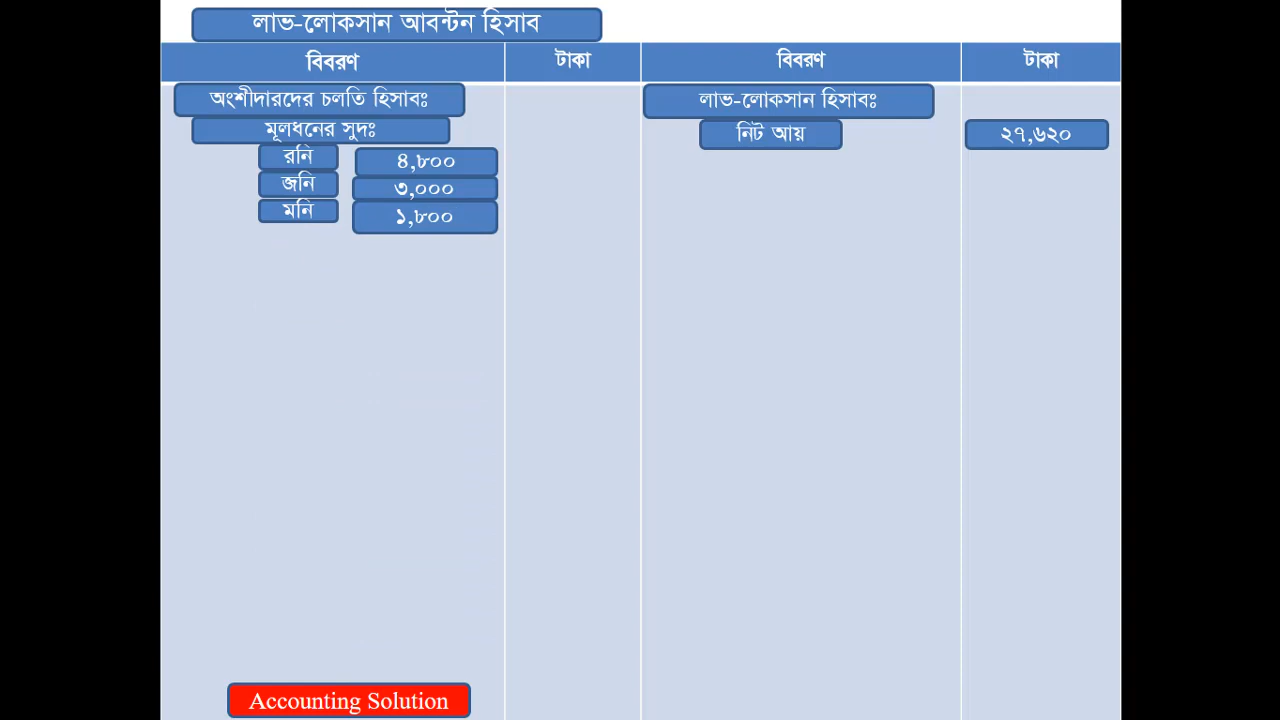 লাভ-লোকসান আবন্টন হিসাব
বিবরণ টাকা বিবরণ টাকা
অংশীদারদের চলতি হিসাবঃ লাভ-লোকসান হিসাবঃ
মূলধনের সুদঃ নিট আয় ২৭,৬২০
রনি ৪,৮০০
জনি ৩,০০০
মনি ১,৮০০
Accounting Solution